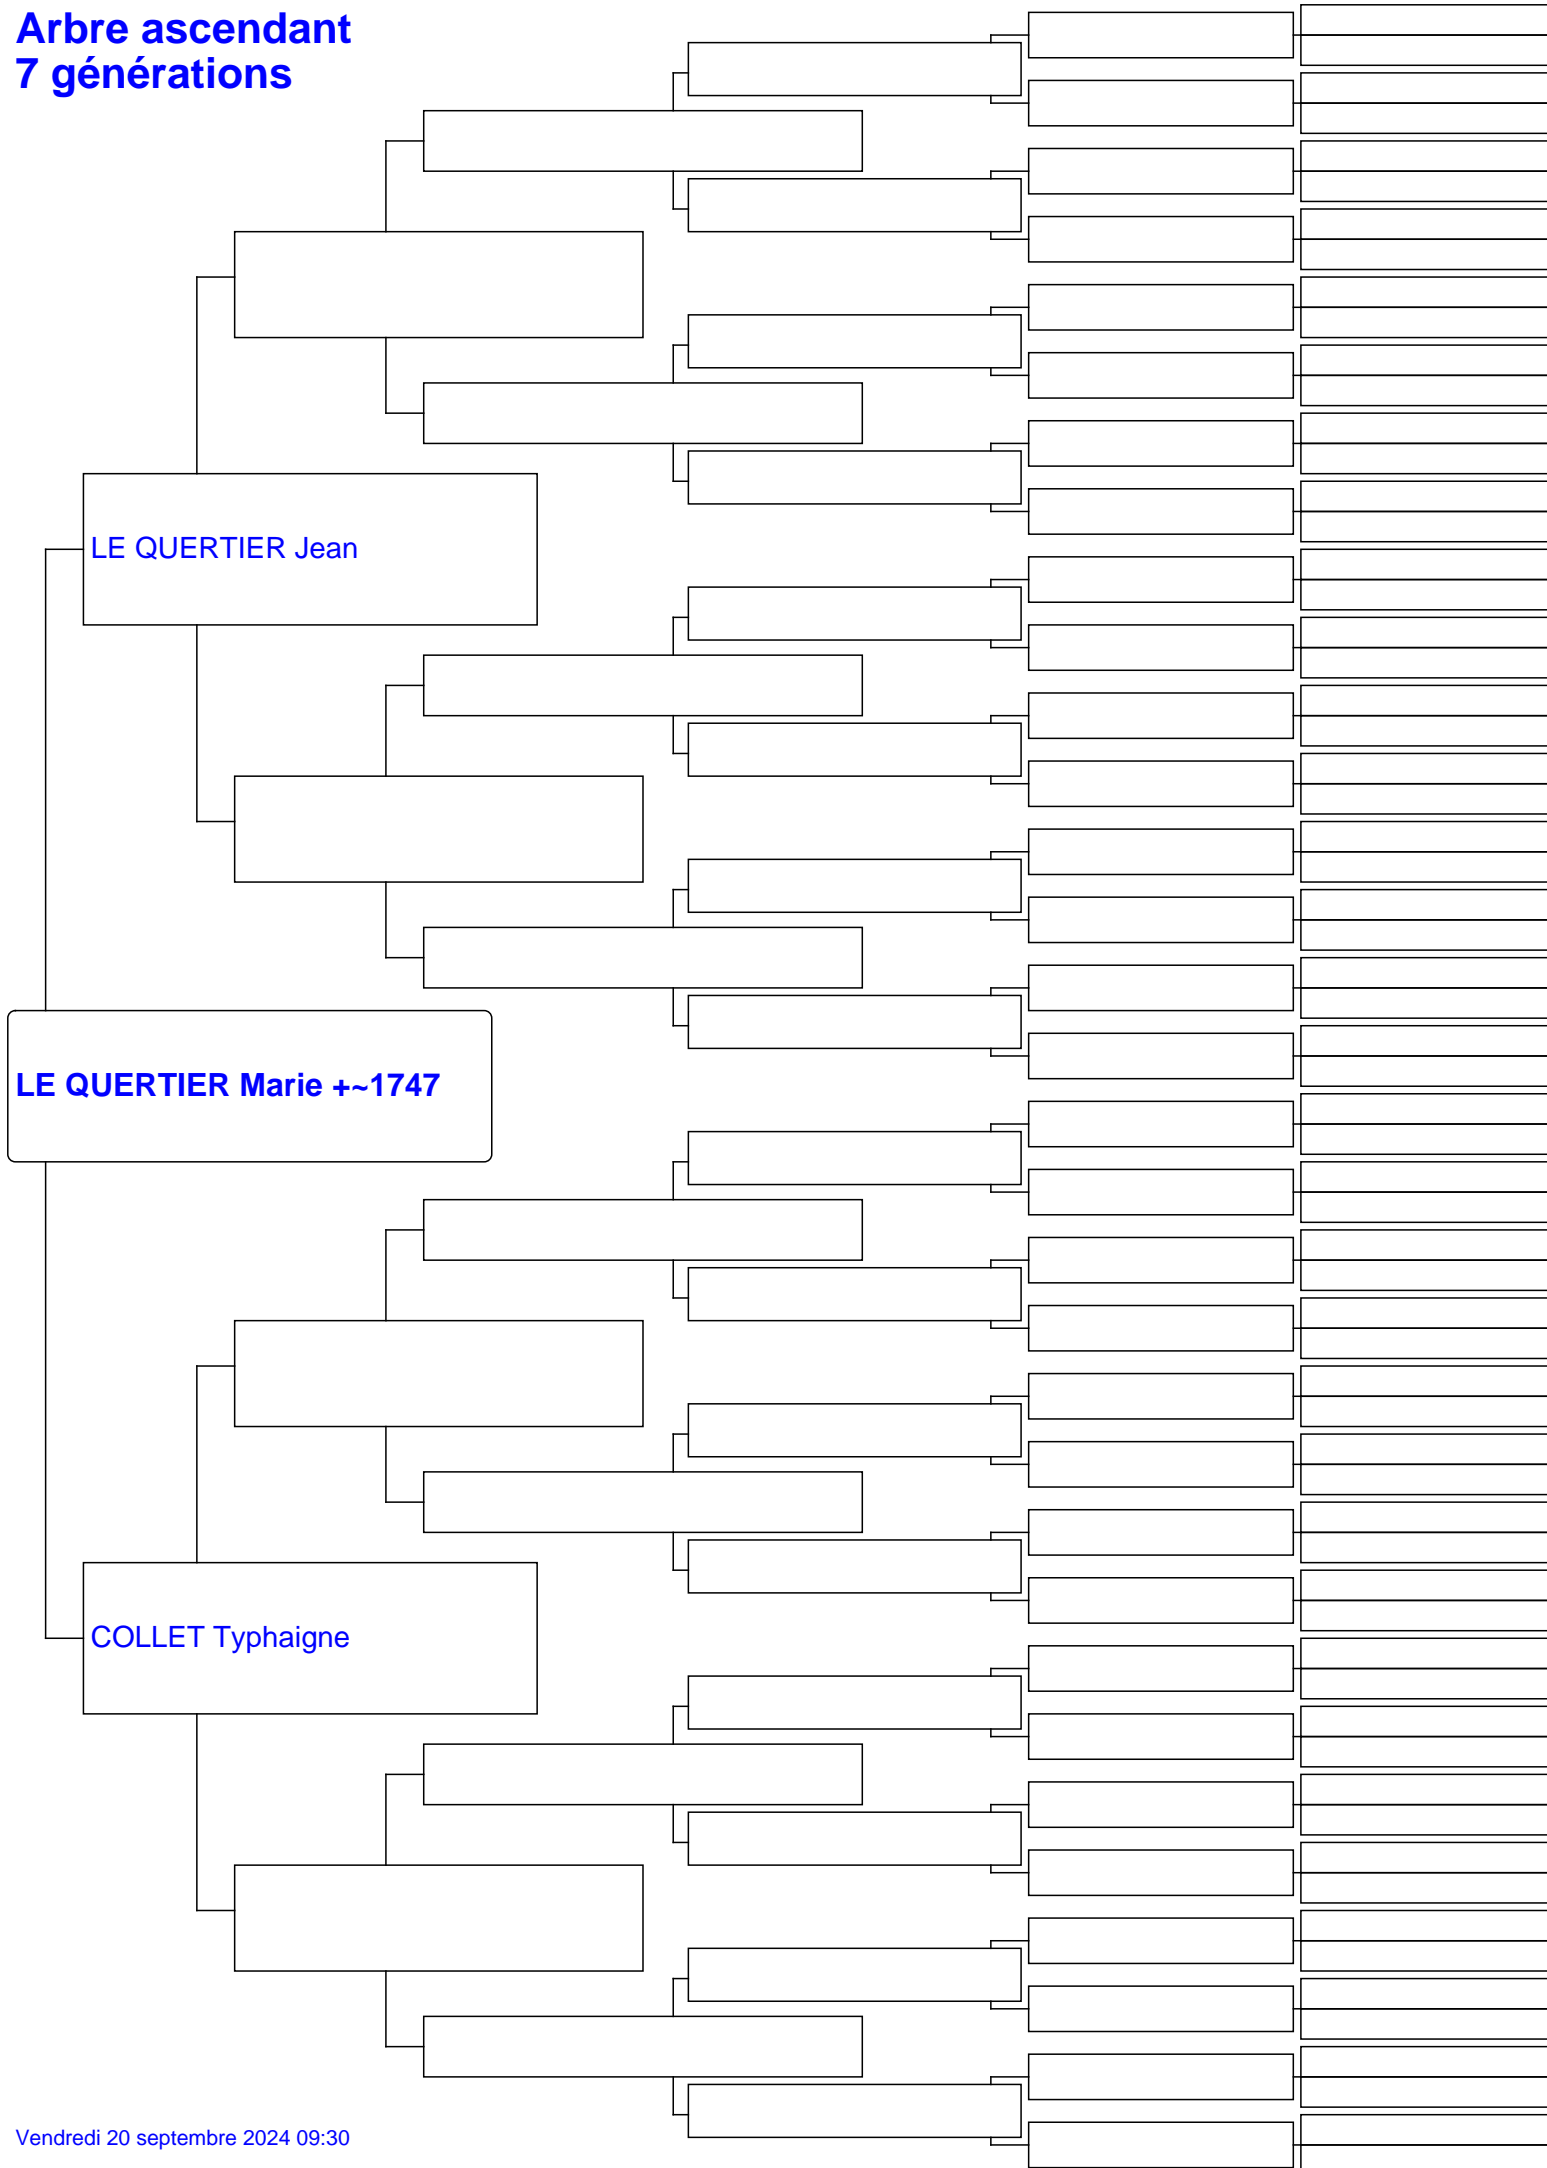 Arbre ascendant
7 générations
LE QUERTIER Jean
LE QUERTIER Marie +~1747
COLLET Typhaigne
Vendredi 20 septembre 2024 09:30